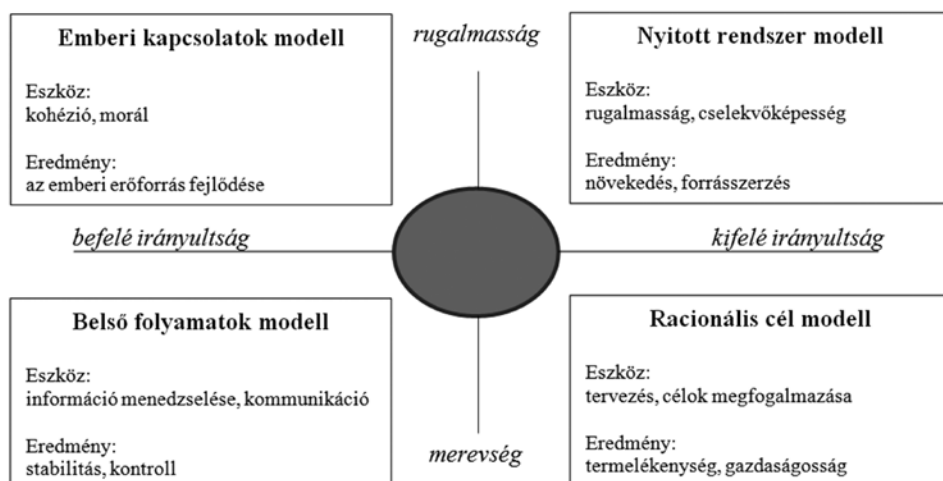 Emberi kapcsolatok modell
Eszköz:
kohézió, morál
Eredmény:
az emberi erőforrás fejlődése
rugalmasság
Nyitott rendszer modell
Eszköz:
rugalmasság, cselekvőképesség
Eredmény:
növekedés, forrásszerzés
befelé irányultság
kifelé irányultság
Belső folyamatok modell
Eszköz:
információ menedzselése, kommunikáció
Eredmény:
stabilitás, kontroll
merevség
Racionális cél modell
Eszköz:
tervezés, célok megfogalmazása
Eredmény:
termelékenység, gazdaságosság